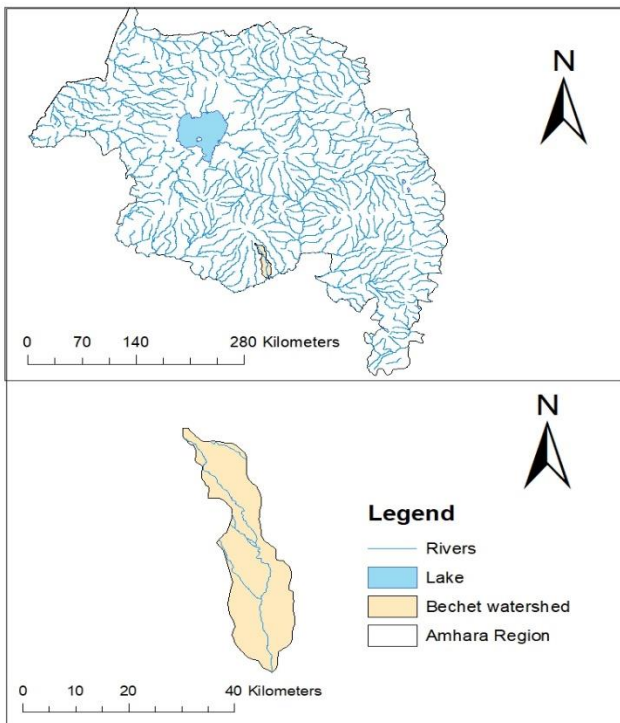 N
0 70 140 280 Kilometers
N
Legend
Rivers
Lake
Bechet watershed
Amhara Region
0 10 20 40 Kilometers